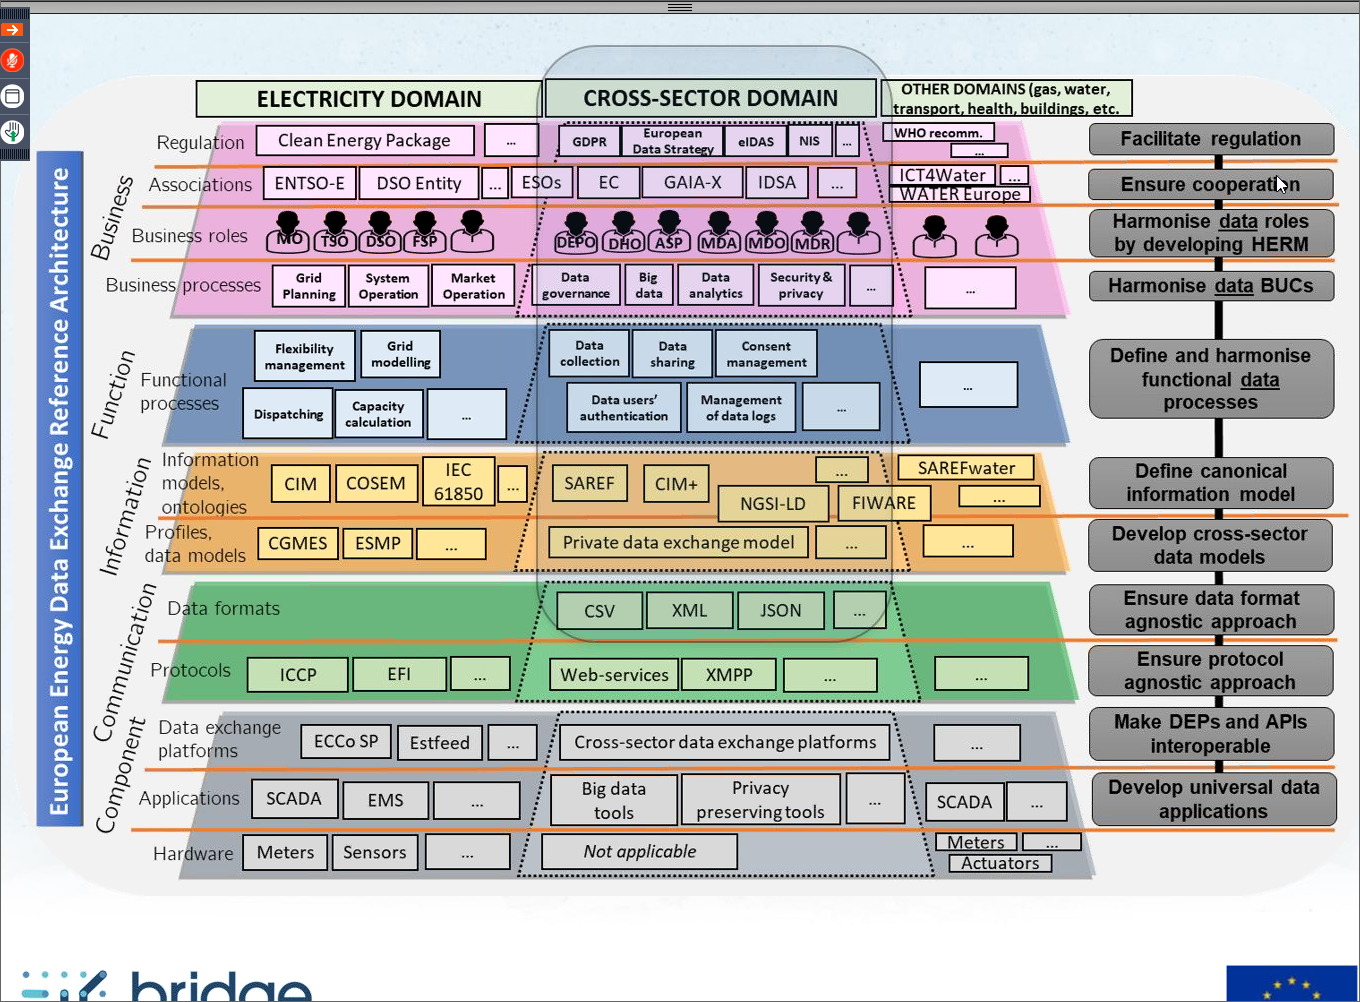 ELECTRICITY DOMAIN
CROSS-SECTOR DOMAIN
OTHER DOMAINS (gas, water,
transport, health, buildings, etc.
European Energy Data Exchange Reference Architecture
Business
Regulation
Clean Energy Package
...
GDPR
European
Data Strategy
eIDAS
NIS
...
WHO recomm.
...
Facilitate regulation
Associations
ENTSO-E
DSO Entity
...
ESOs
EC
GAIA-X
IDSA
...
ICT4Water
...
WATER Europe
Ensure cooperation
Business roles
MO
TSO
DSO
FSP
DEPO
DHO
ASP
MDA
MDO
MDR
Harmonise data roles
by developing HERM
Business processes
Grid
Planning
System
Operation
Market
Operation
Data
governance
Big
data
Data
analytics
Security &
privacy
...
...
Harmonise data BUCs
Function
Functional
processes
Flexibility
management
Grid
modelling
Dispatching
Capacity
calculation
...
Data
collection
Data
sharing
Consent
management
Data users'
authentication
Management
of data logs
...
...
Define and harmonise
functional data
processes
Information
Information
models,
ontologies
CIM
COSEM
IEC
61850
...
SAREF
CIM+
...
NGSI-LD
FIWARE
SAREFwater
...
Define canonical
information model
Profiles,
data models
CGMES
ESMP
...
Private data exchange model
...
...
Develop cross-sector
data models
Communication
Data formats
CSV
XML
JSON
...
Ensure data format
agnostic approach
Protocols
ICCP
EFI
...
Web-services
XMPP
...
...
Ensure protocol
agnostic approach
Component
Data exchange
platforms
ECCo SP
Estfeed
...
Cross-sector data exchange platforms
...
Make DEPs and APIs
interoperable
Applications
SCADA
EMS
...
Big data
tools
Privacy
preserving tools
...
SCADA
...
Develop universal data
applications
Hardware
Meters
Sensors
...
Not applicable
Meters
...
Actuators
bridge